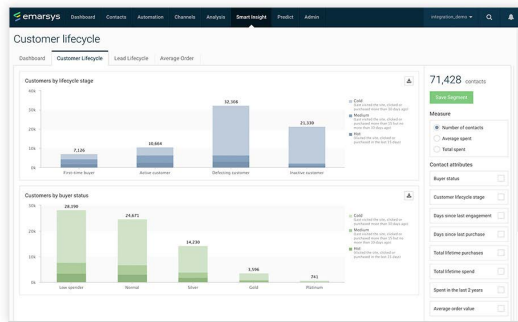 emarsys Dashboard Contacts Automation Channels Analysis Smart Insight Predict Admin integration_demo
Customer lifecycle
Dashboard Customer Lifecycle Lead Lifecycle Average Order
Customers by lifecycle stage
40k
30k
20k
10k
0k
7,126
10,664
32,308
21,330
First-time buyer Active customer Defecting customer Inactive customer
Cold
Medium
Hot
Customers by buyer status
30k
20k
10k
0k
28,190
24,671
14,230
3,596
741
Low spender Normal Silver Gold Platinum
Cold
Medium
Hot
71,428 contacts
Save Segment
Measure
Number of contacts
Average spent
Total spent
Contact attributes
Buyer status
Customer lifecycle stage
Days since last engagement
Days since last purchase
Total lifetime purchases
Total lifetime spend
Spent in the last 2 years
Average order value